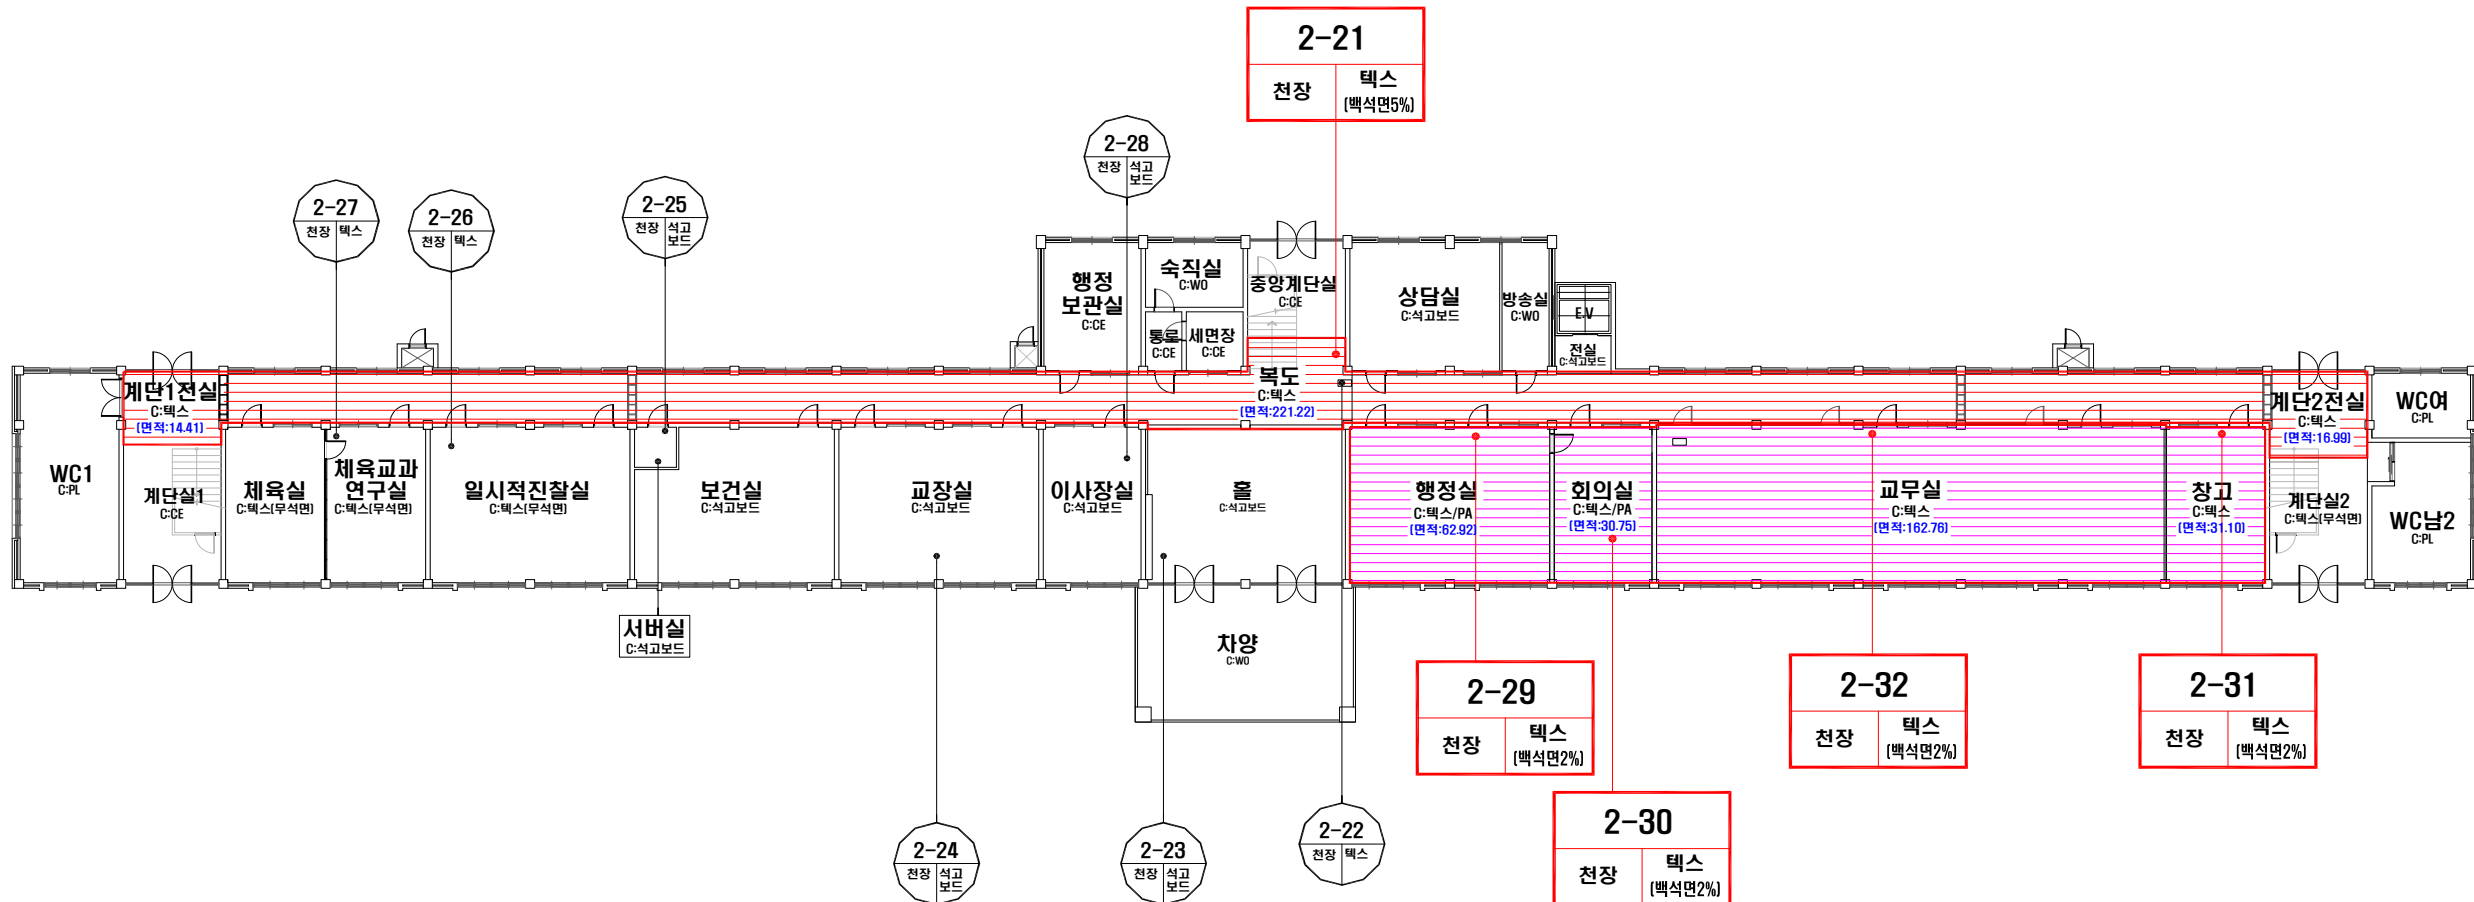 2-21
천장
텍스
(백석면5%)
2-28
천장
석고
보드
2-27
천장
텍스
2-26
천장
텍스
2-25
천장
석고
보드
행정
보관실
C:CE
숙직실
C:WO
통로
C:CE
세면장
C:CE
중앙계단실
C:CE
상담실
C:석고보드
방송실
C:WO
E.V
전실
C:석고보드
계단1전실
C:텍스
(면적:14.41)
복도
C:텍스
(면적:221.22)
계단2전실
C:텍스
(면적:16.99)
WC여
C:PL
WC1
C:PL
계단실1
C:CE
체육실
C:텍스(무석면)
체육교과
연구실
C:텍스(무석면)
일시적진찰실
C:텍스(무석면)
보건실
C:석고보드
교장실
C:석고보드
이사장실
C:석고보드
홀
C:석고보드
행정실
C:텍스/PA
(면적:62.92)
회의실
C:텍스/PA
(면적:30.75)
교무실
C:텍스
(면적:162.76)
창고
C:텍스
(면적:31.10)
계단실2
C:텍스(무석면)
WC남2
C:PL
서버실
C:석고보드
차양
C:WO
2-29
천장
텍스
(백석면2%)
2-32
천장
텍스
(백석면2%)
2-31
천장
텍스
(백석면2%)
2-30
천장
텍스
(백석면2%)
2-24
천장
석고
보드
2-23
천장
석고
보드
2-22
천장
텍스